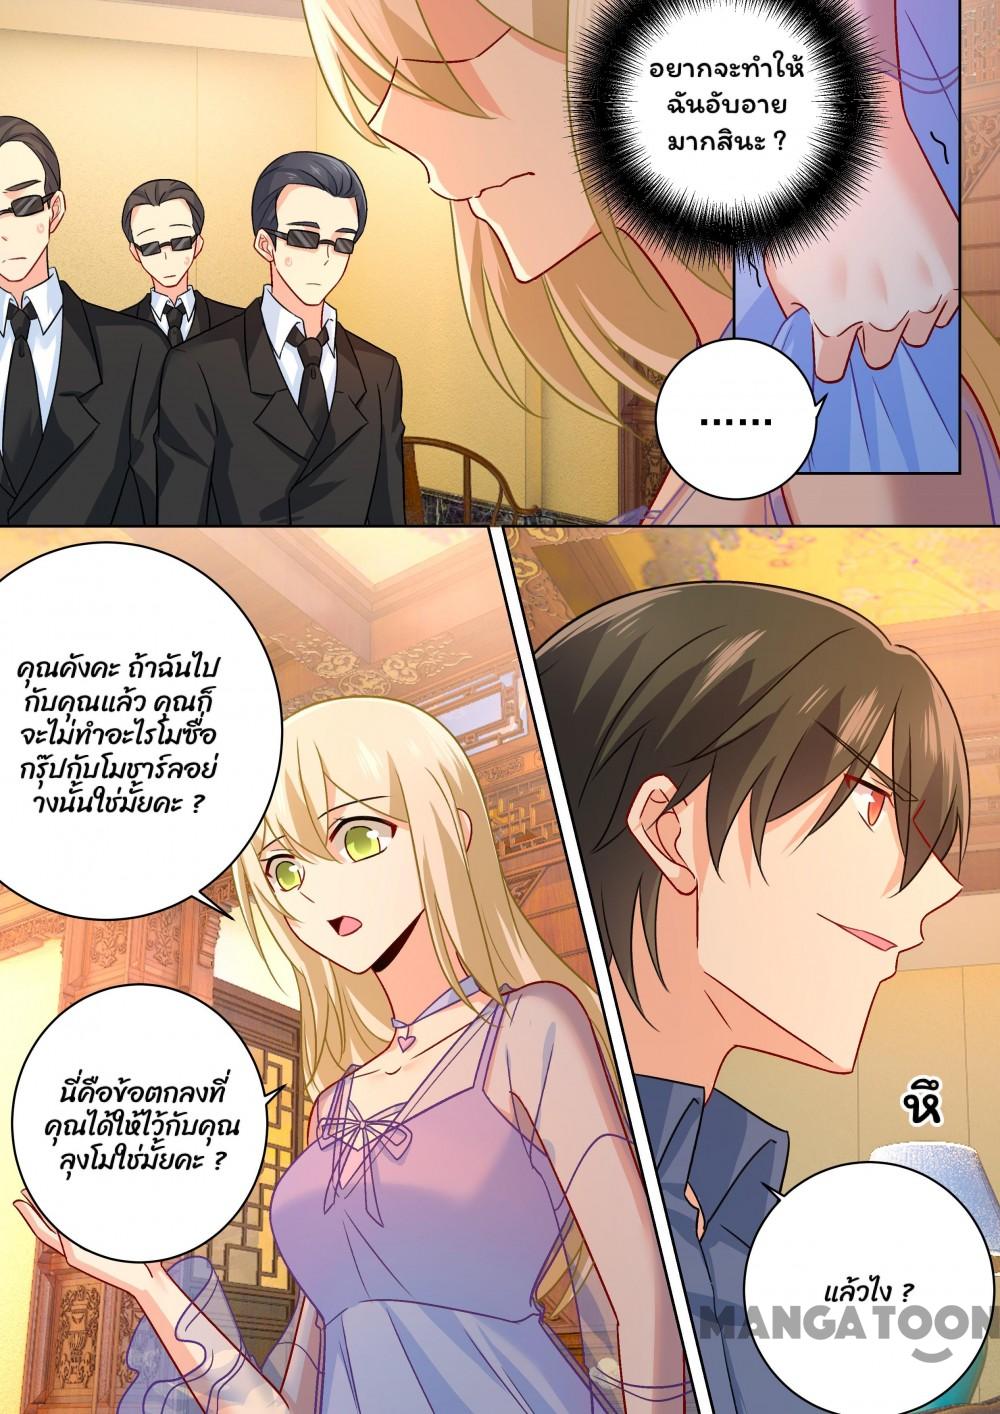 อยากจะทำให้
ฉันอับอาย
มากสินะ ?
......
คุณคังคะ ถ้าฉันไป
กับคุณแล้ว คุณก็
จะไม่ทำอะไรโมซื่อ
กรุ๊ปกับโมชาร์ลอย่
างนั้นใช่มั้ยคะ ?
นี่คือข้อตกลงที่
คุณได้ให้ไว้กับคุณ
ลุงโมใช่มั้ยคะ ?
หึ
แล้วไง ?
MANGATOON